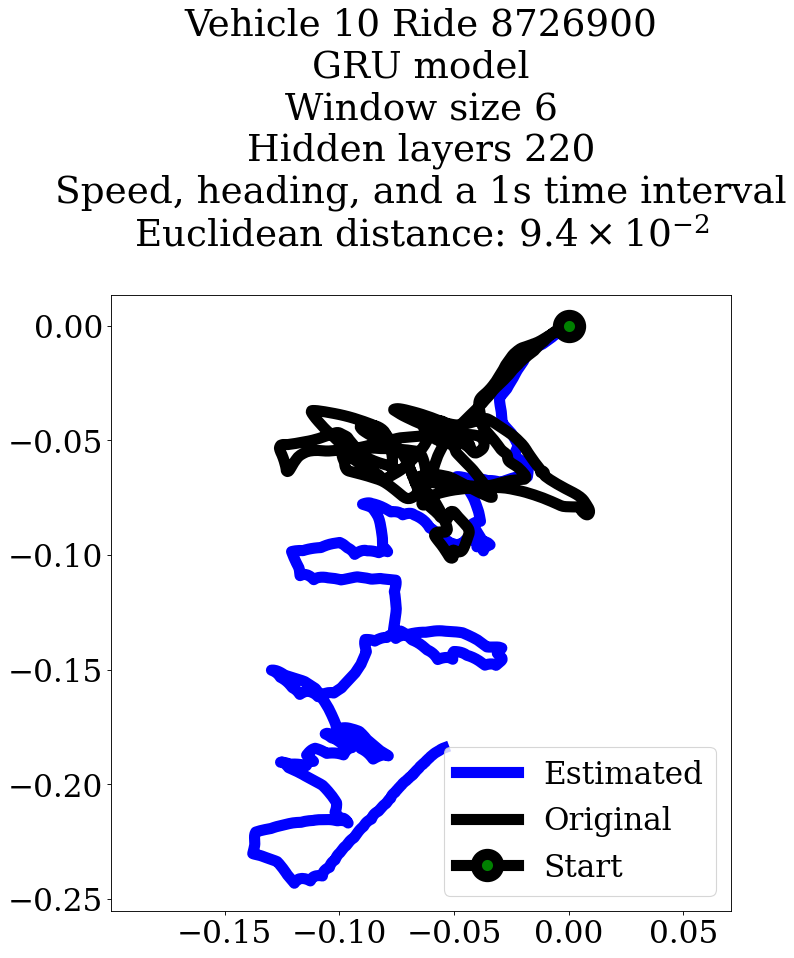 Vehicle 10 Ride 8726900
GRU model
Window size 6
Hidden layers 220
Speed, heading, and a 1s time interval
Euclidean distance: 9.4 × 10⁻²
0.00
−0.05
−0.10
−0.15
−0.20
−0.25
Estimated
Original
Start
−0.15 −0.10 −0.05 0.00 0.05